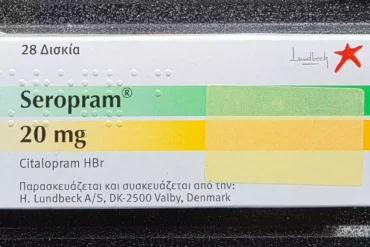 28 Δισκία
Lundbeck
Seropram®
20 mg
Citalopram HBr
Παρασκευάζεται και συσκευάζεται από την:
H. Lundbeck A/S, DK-2500 Valby, Denmark